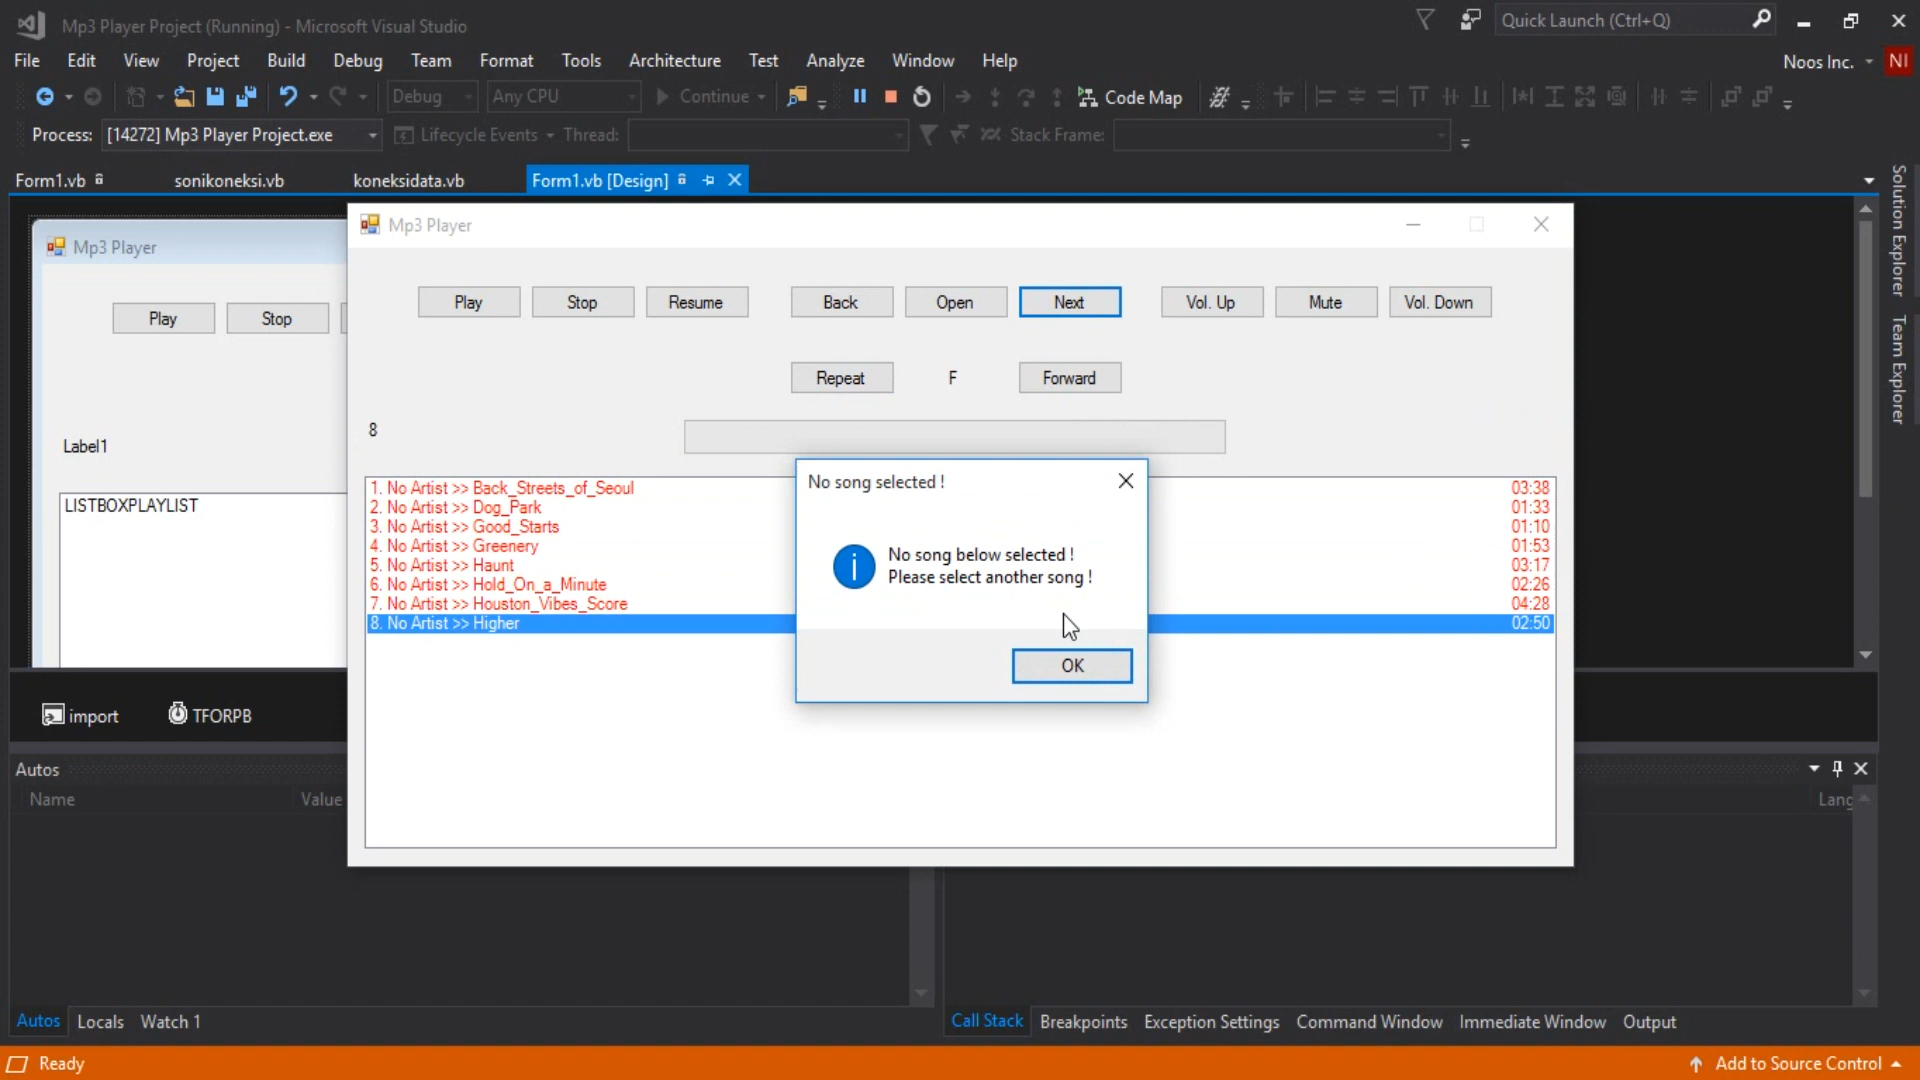 Mp3 Player Project (Running) - Microsoft Visual Studio
Quick Launch (Ctrl+Q)
File Edit View Project Build Debug Team Format Tools Architecture Test Analyze Window Help
Noos Inc. NI
Debug Any CPU Continue Code Map
Process: [14272] Mp3 Player Project.exe Lifecycle Events Thread: Stack Frame:
Form1.vb sonikoneksi.vb koneksidata.vb Form1.vb [Design]
Solution Explorer
Team Explorer
Mp3 Player
Play Stop
Label1
LISTBOXPLAYLIST
Mp3 Player
Play Stop Resume Back Open Next Vol. Up Mute Vol. Down
Repeat F Forward
8
1. No Artist >> Back_Streets_of_Seoul 03:38
2. No Artist >> Dog_Park 01:33
3. No Artist >> Good_Starts 01:10
4. No Artist >> Greenery 01:53
5. No Artist >> Haunt 03:17
6. No Artist >> Hold_On_a_Minute 02:26
7. No Artist >> Houston_Vibes_Score 04:28
8. No Artist >> Higher 02:50
No song selected !
No song below selected !
Please select another song !
OK
import TFORPB
Autos
Name Value Lang
Autos Locals Watch 1
Call Stack Breakpoints Exception Settings Command Window Immediate Window Output
Ready
Add to Source Control